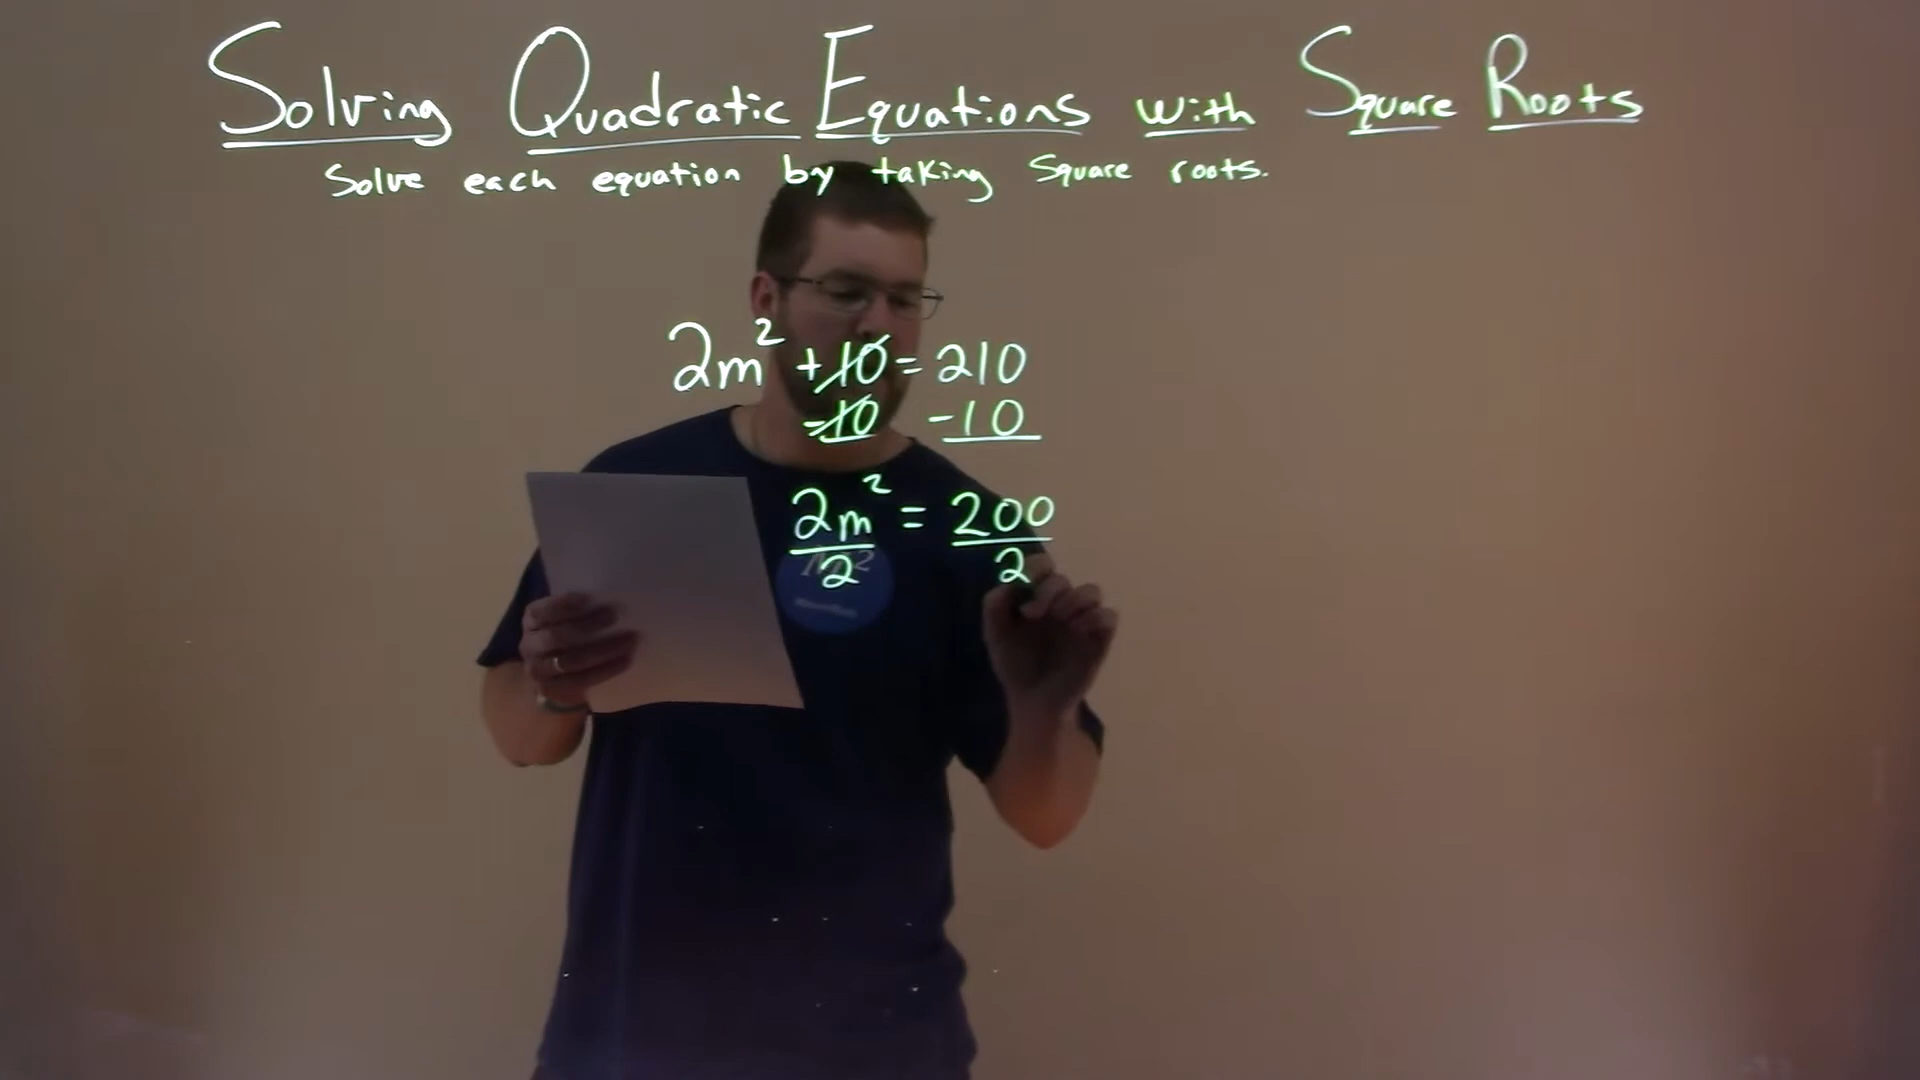 Solving Quadratic Equations with Square Roots
Solve each equation by taking Square roots.
2m² + 10 = 210
-10 -10
2m² = 200
2 2